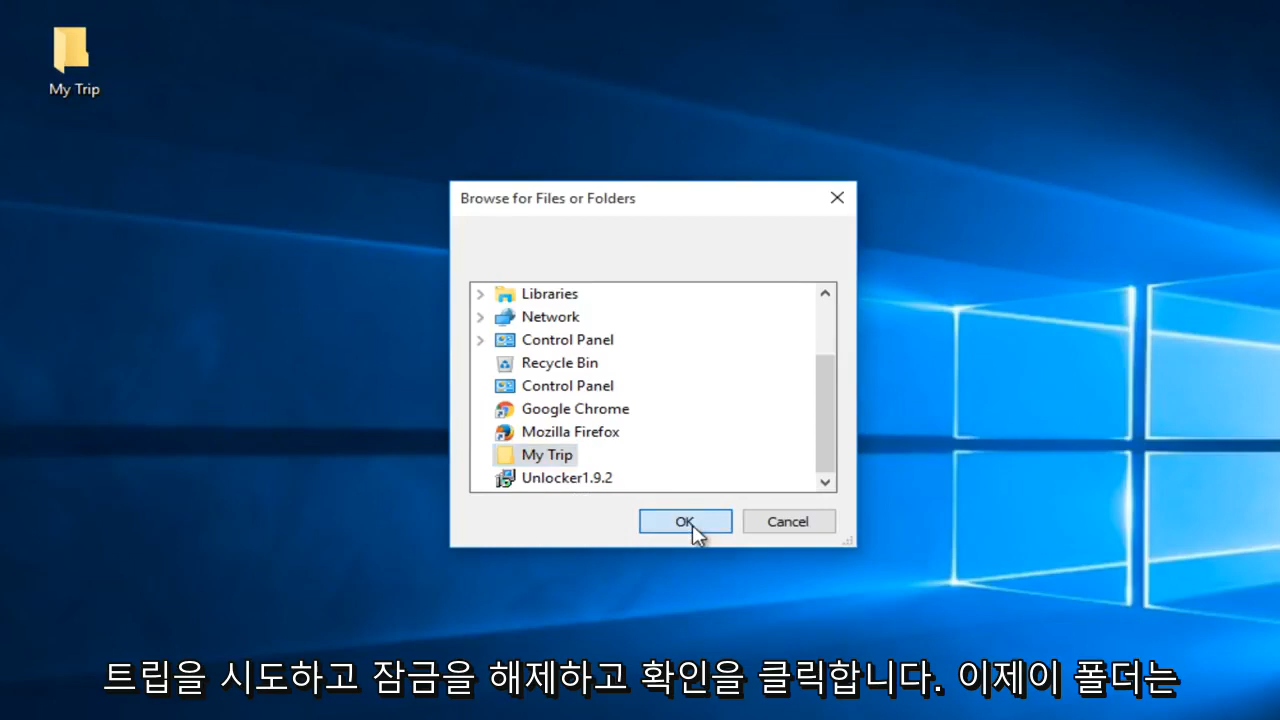 My Trip
Browse for Files or Folders
Libraries
Network
Control Panel
Recycle Bin
Control Panel
Google Chrome
Mozilla Firefox
My Trip
Unlocker1.9.2
OK
Cancel
트립을 시도하고 잠금을 해제하고 확인을 클릭합니다. 이제이 폴더는